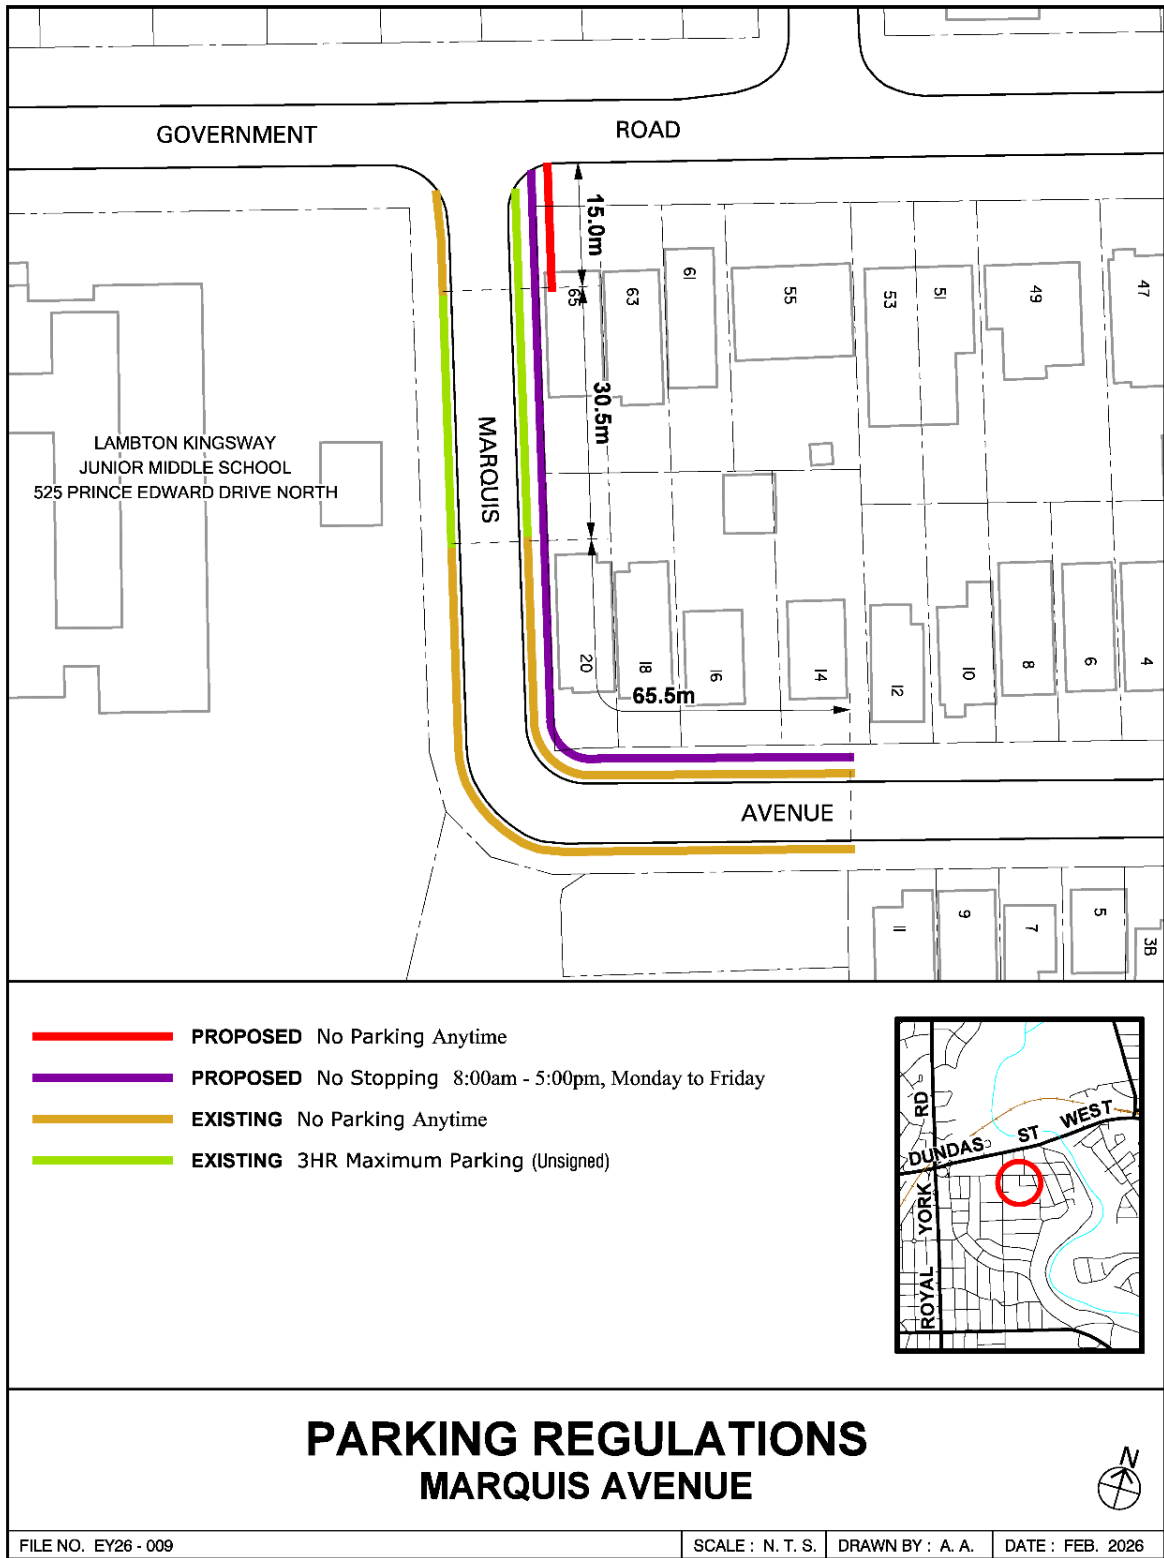 GOVERNMENT ROAD
15.0m
65 63 61 55 53 51 49 47
30.5m
MARQUIS
LAMBTON KINGSWAY
JUNIOR MIDDLE SCHOOL
525 PRINCE EDWARD DRIVE NORTH
20 18 16 14 12 10 8 6 4
65.5m
AVENUE
11 9 7 5 3B
PROPOSED No Parking Anytime
PROPOSED No Stopping 8:00am - 5:00pm, Monday to Friday
EXISTING No Parking Anytime
EXISTING 3HR Maximum Parking (Unsigned)
DUNDAS ST WEST
ROYAL YORK RD
PARKING REGULATIONS
MARQUIS AVENUE
N
FILE NO. EY26 - 009
SCALE : N. T. S.
DRAWN BY : A. A.
DATE : FEB. 2026